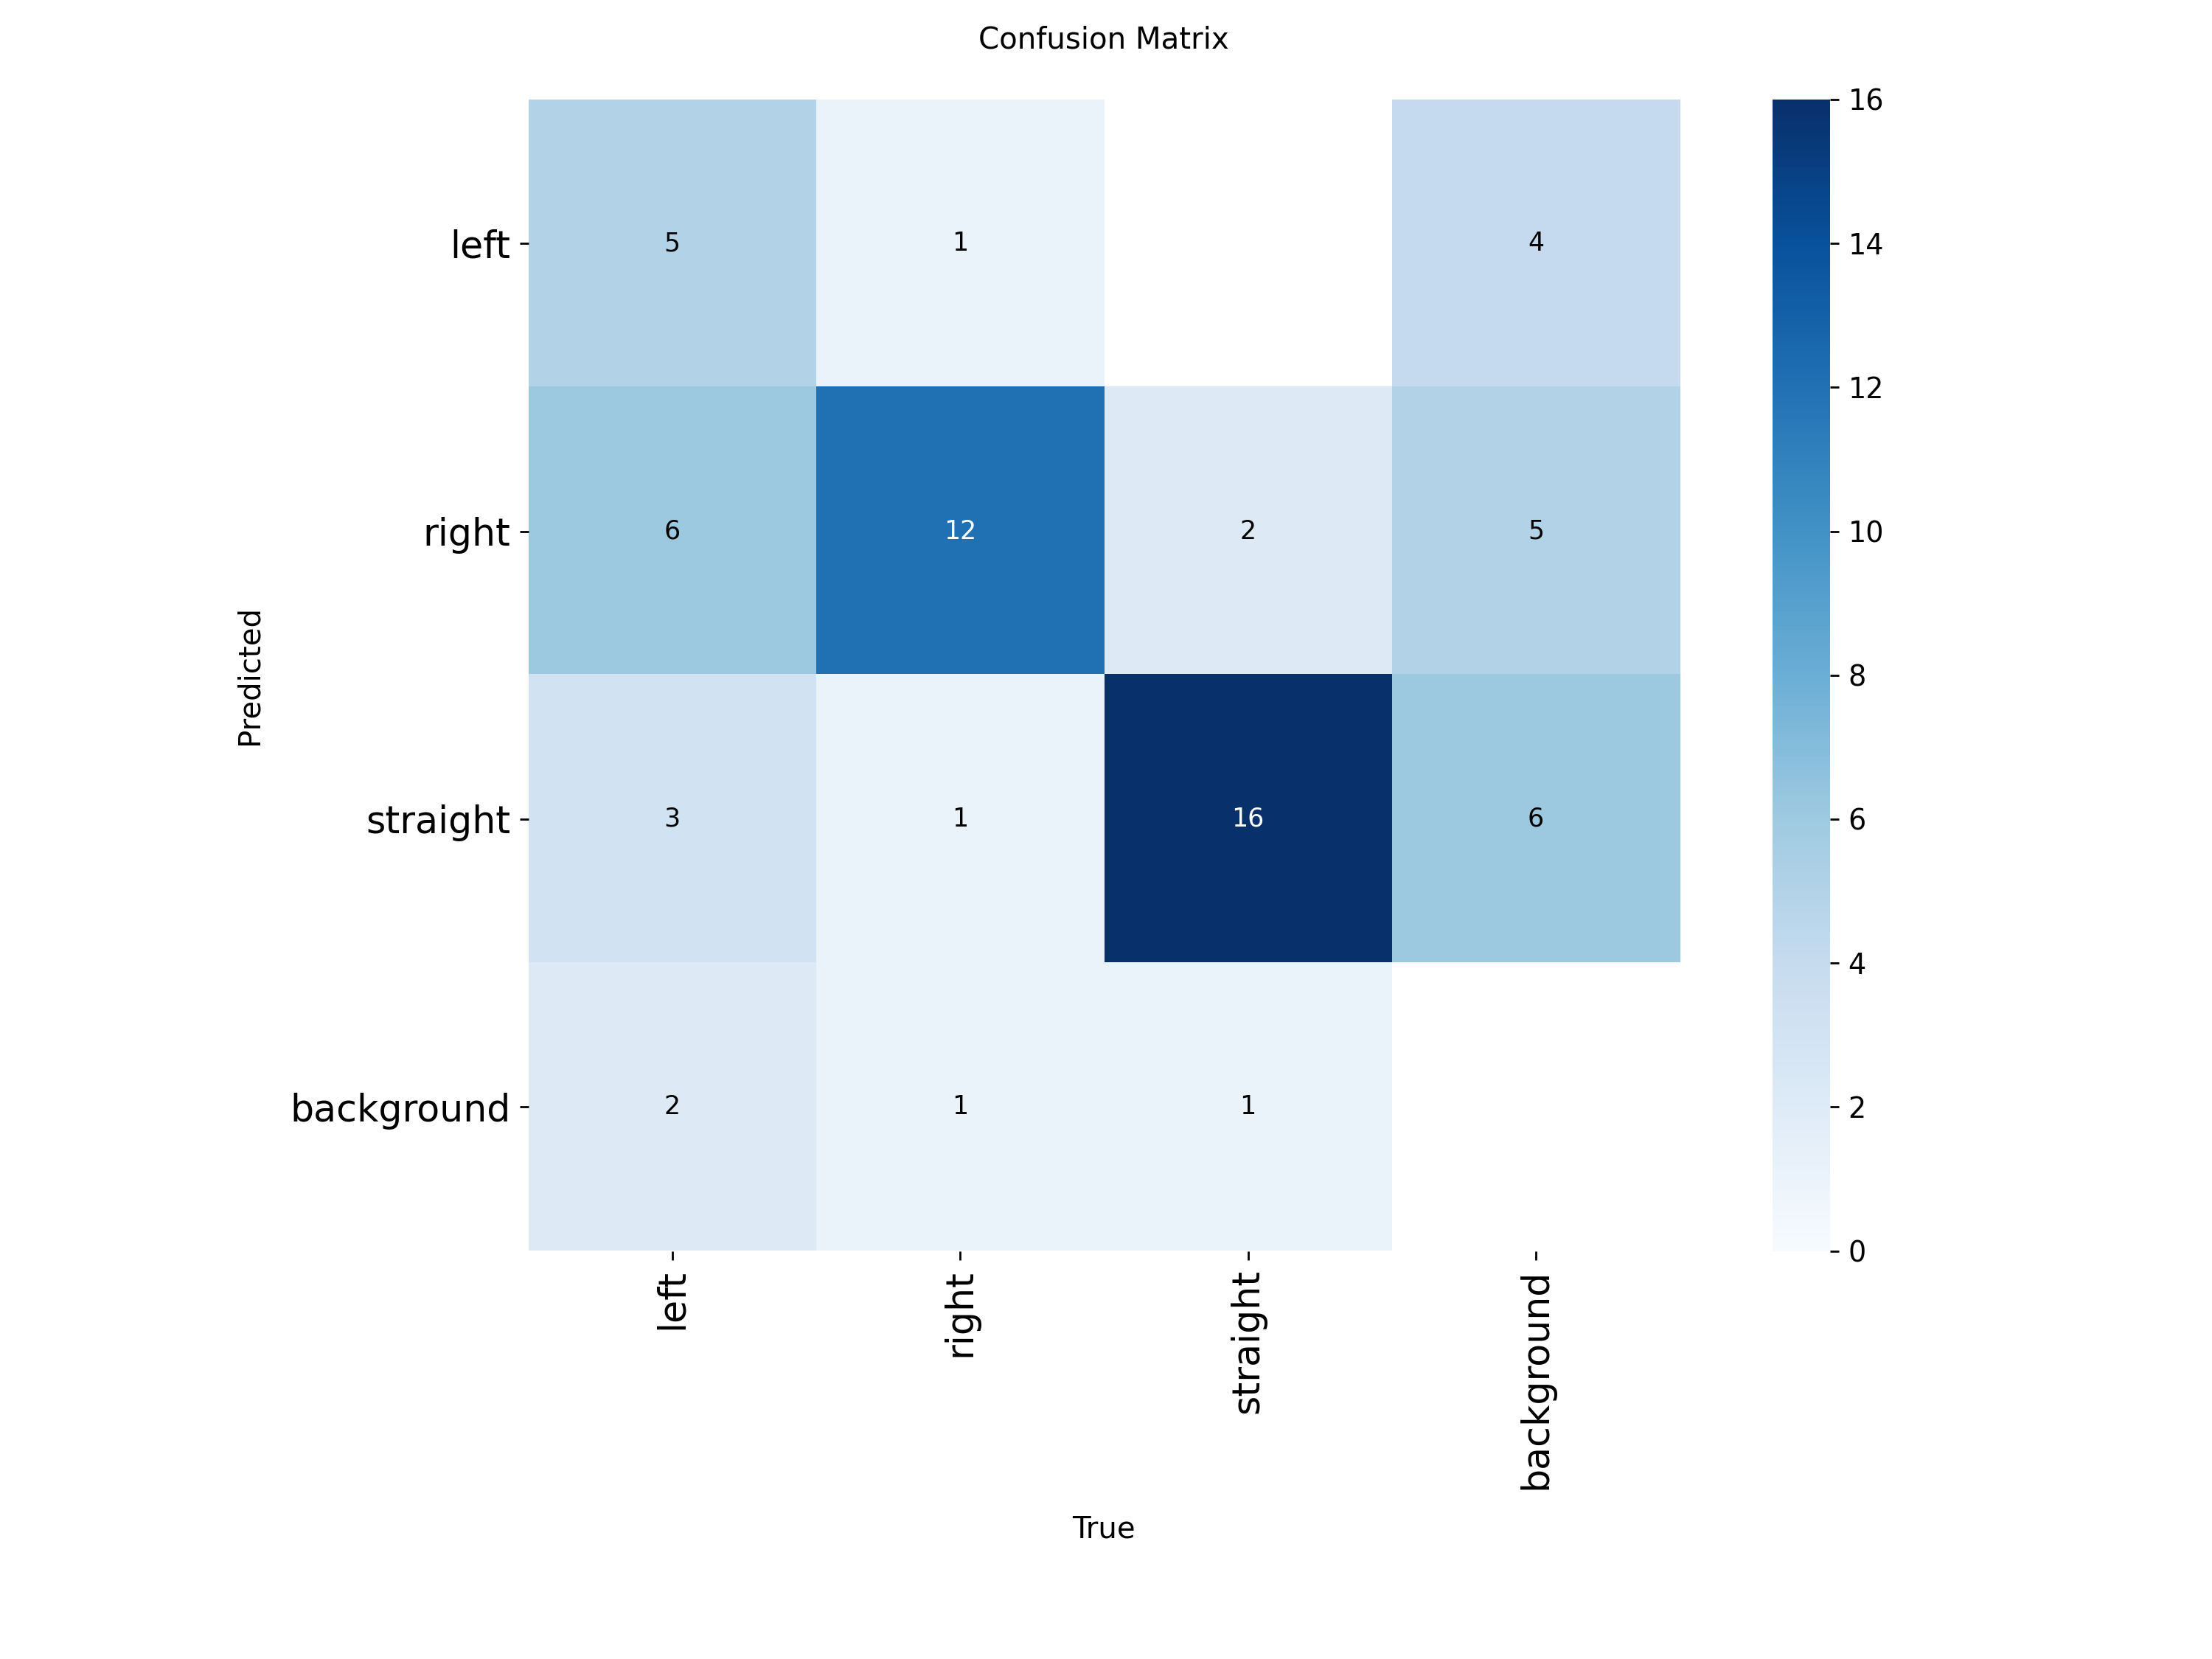 Confusion Matrix
left 5 1 4
right 6 12 2 5
straight 3 1 16 6
background 2 1 1
left right straight background
Predicted
True
16
14
12
10
8
6
4
2
0